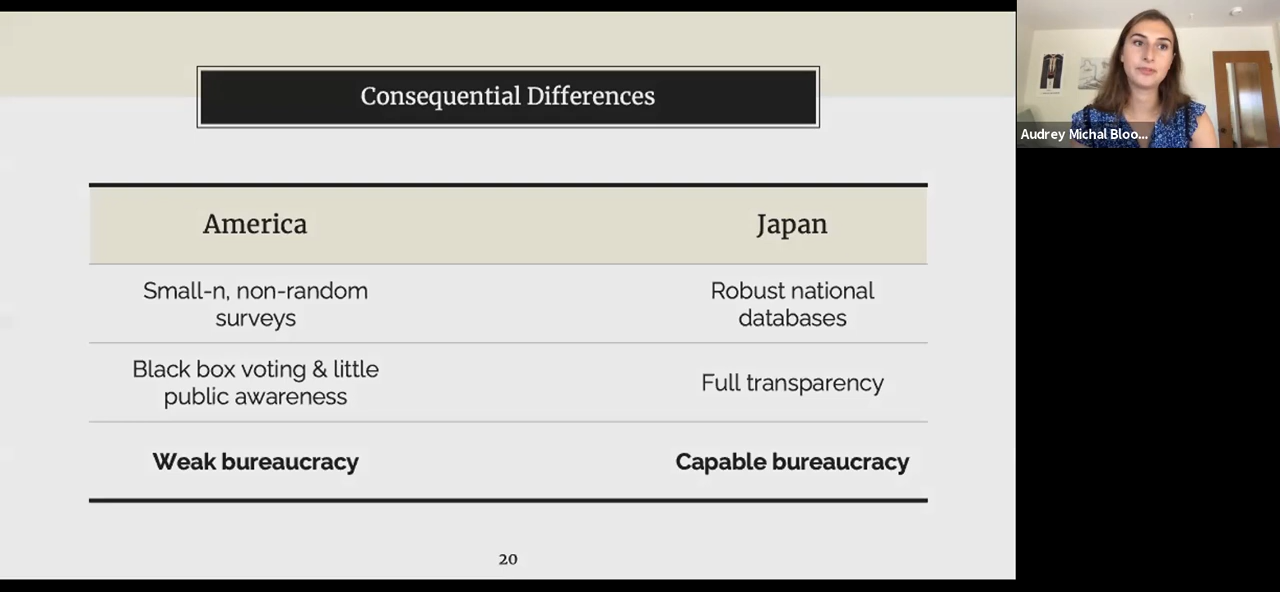 Consequential Differences
Audrey Michal Bloo...
America
Japan
Small-n, non-random
surveys
Robust national
databases
Black box voting & little
public awareness
Full transparency
Weak bureaucracy
Capable bureaucracy
20